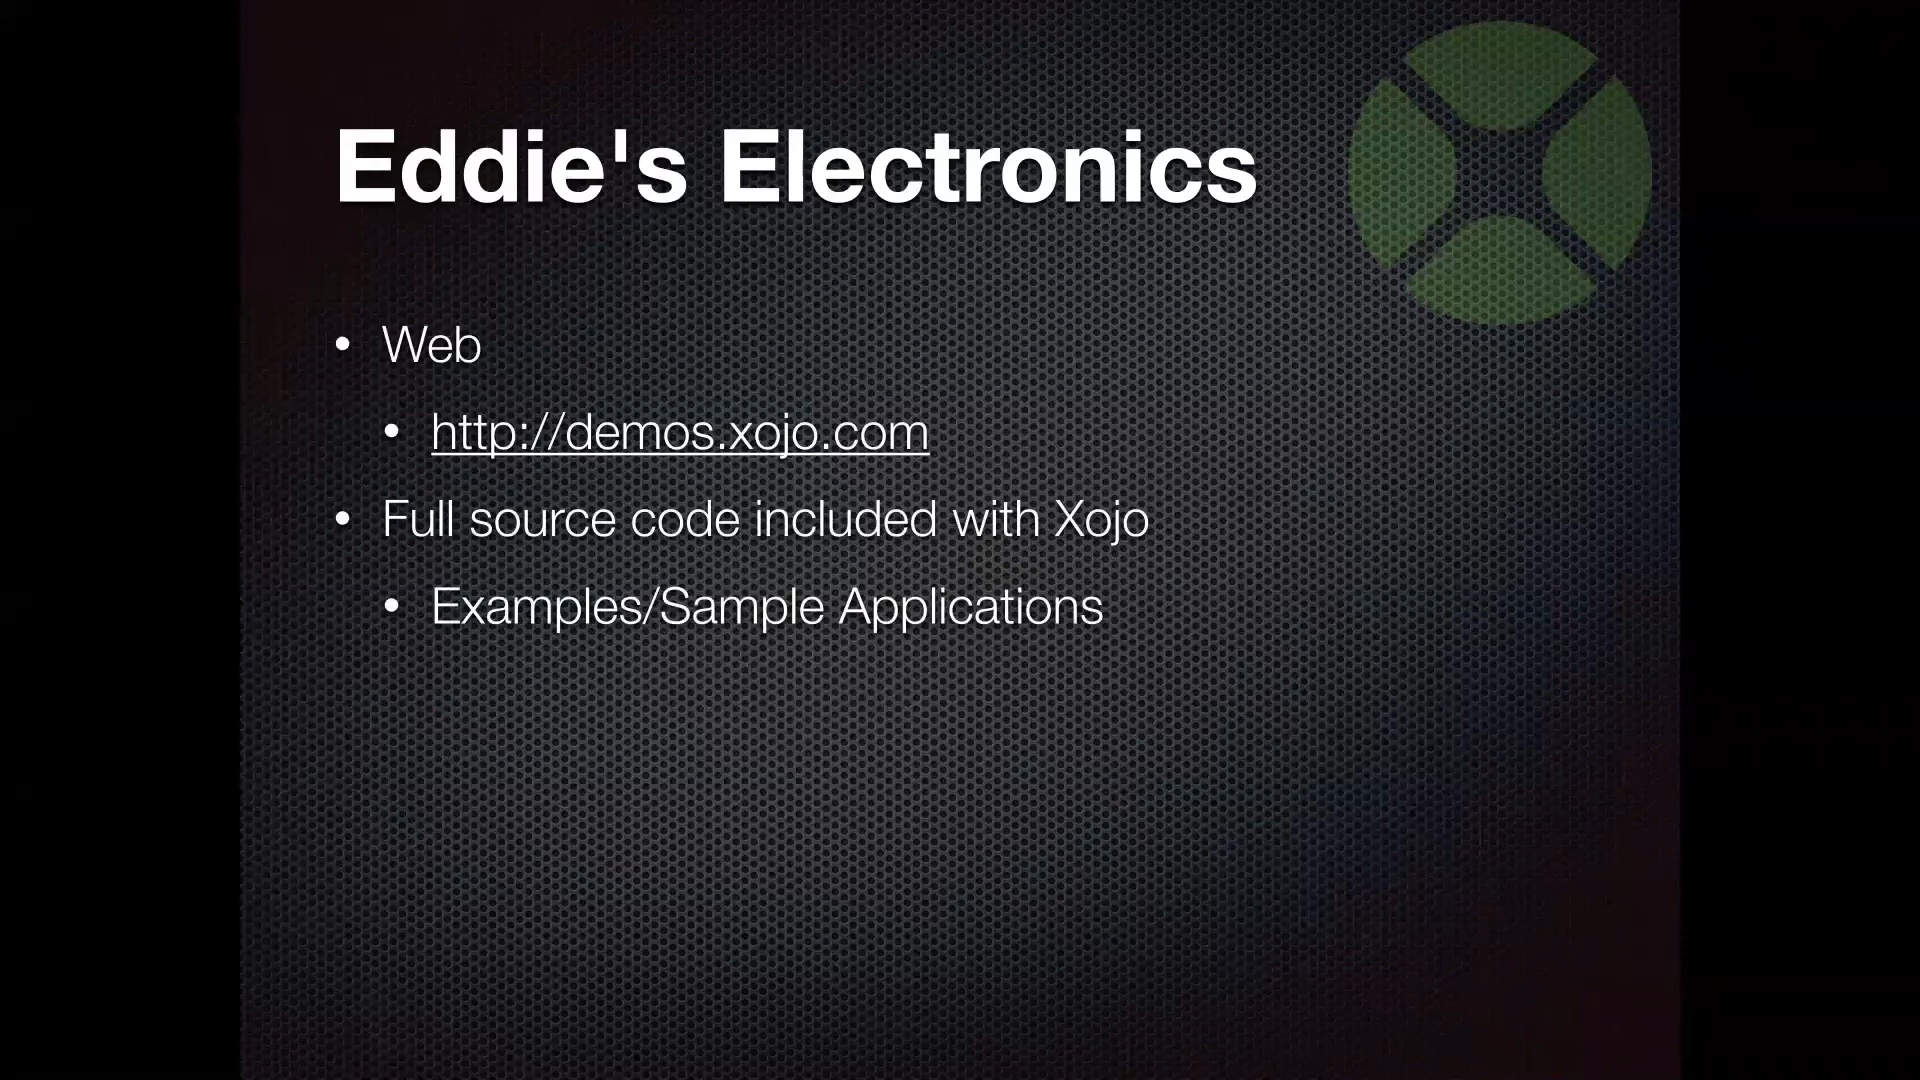 Eddie's Electronics
• Web
• http://demos.xojo.com
• Full source code included with Xojo
• Examples/Sample Applications